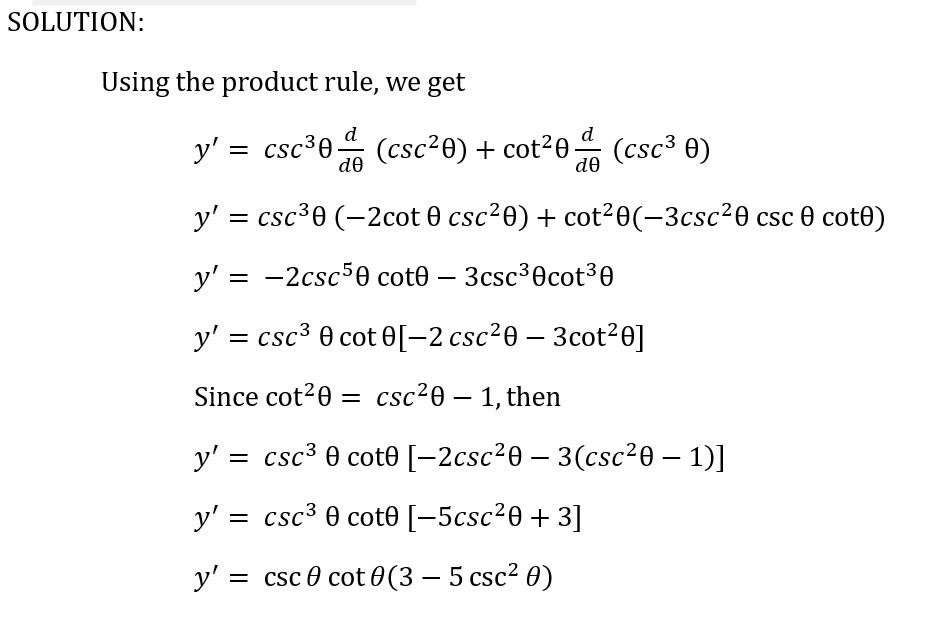 SOLUTION:
Using the product rule, we get
y′ = csc³θ d/dθ (csc²θ) + cot²θ d/dθ (csc³ θ)
y′ = csc³θ (−2cot θ csc²θ) + cot²θ(−3csc²θ csc θ cotθ)
y′ = −2csc⁵θ cotθ − 3csc³θcot³θ
y′ = csc³ θ cot θ[−2 csc²θ − 3cot²θ]
Since cot²θ = csc²θ − 1, then
y′ = csc³ θ cotθ [−2csc²θ − 3(csc²θ − 1)]
y′ = csc³ θ cotθ [−5csc²θ + 3]
y′ = csc θ cot θ(3 − 5 csc² θ)